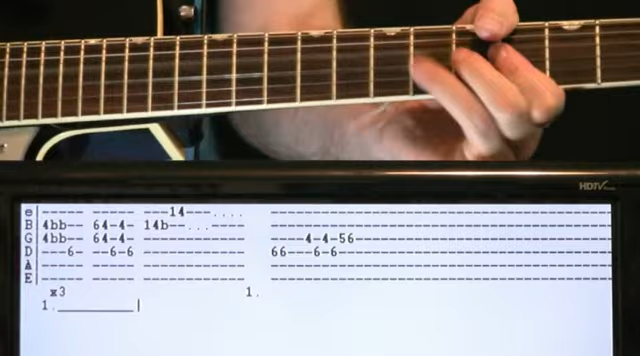 HDTV
e|------ ----- ----14---.... --------------------------------
B|4bb--- 64-4- 14b--...---- --------------------------------
G|4bb--- 64-4- ------------ ----4-4-56----------------------
D|---6-- --6-6 ------------ 66---6-6------------------------
A|------ ----- ------------ --------------------------------
E|------ ----- ------------ --------------------------------
x3 1.
1.__________|